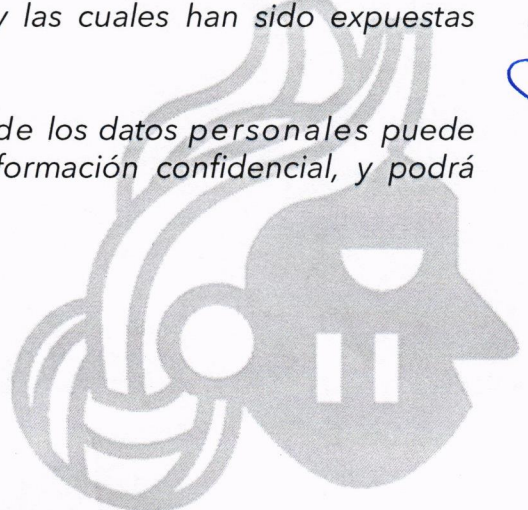 y las cuales han sido expuestas
de los datos personales puede
formación confidencial, y podrá